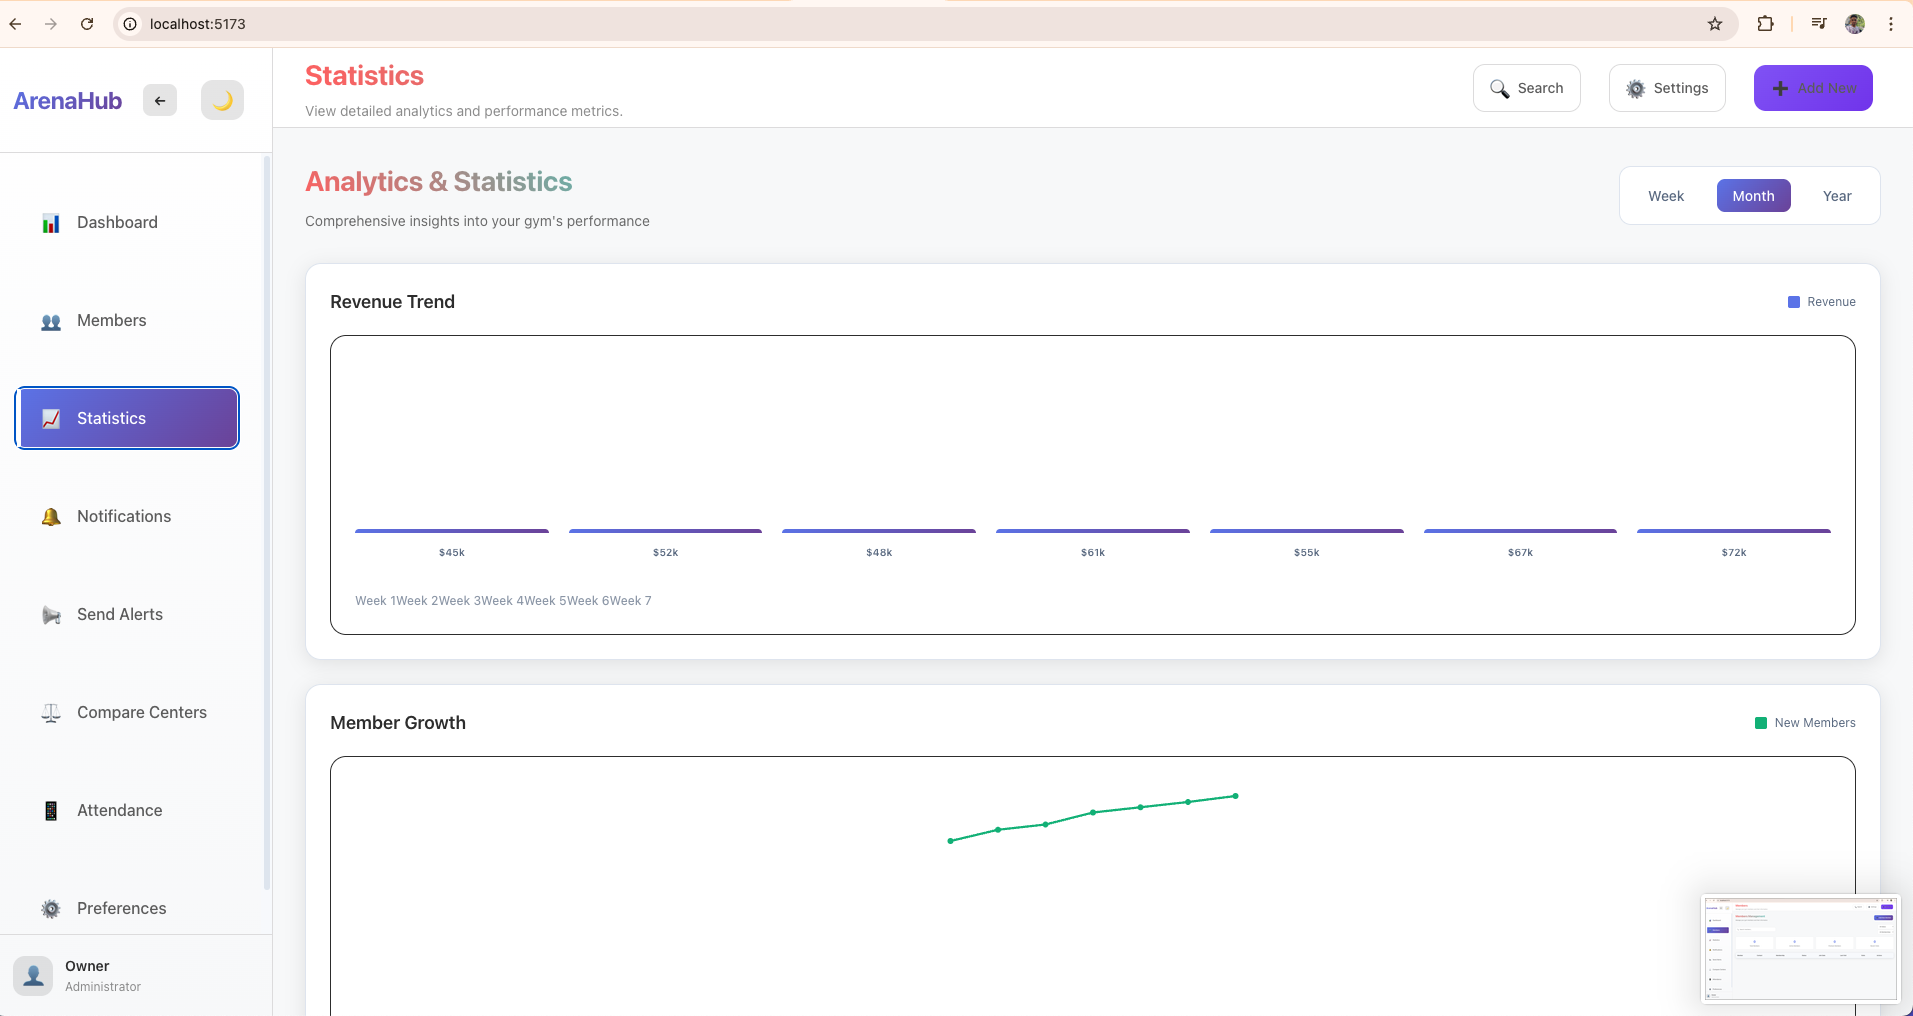 localhost:5173
ArenaHub
Statistics
View detailed analytics and performance metrics.
Search
Settings
Add New
Dashboard
Members
Statistics
Notifications
Send Alerts
Compare Centers
Attendance
Preferences
Owner
Administrator
Analytics & Statistics
Comprehensive insights into your gym's performance
Week
Month
Year
Revenue Trend
Revenue
$45k
$52k
$48k
$61k
$55k
$67k
$72k
Week 1Week 2Week 3Week 4Week 5Week 6Week 7
Member Growth
New Members